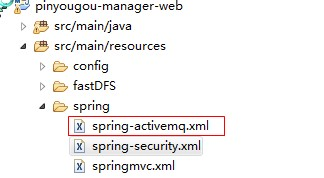 pinyougou-manager-web
src/main/java
src/main/resources
config
fastDFS
spring
spring-activemq.xml
spring-security.xml
springmvc.xml